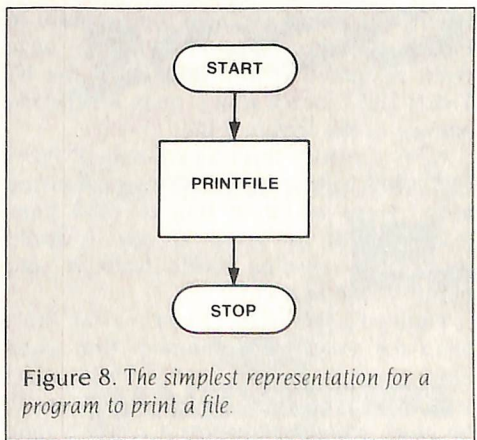 START
PRINTFILE
STOP
Figure 8. The simplest representation for a
program to print a file.